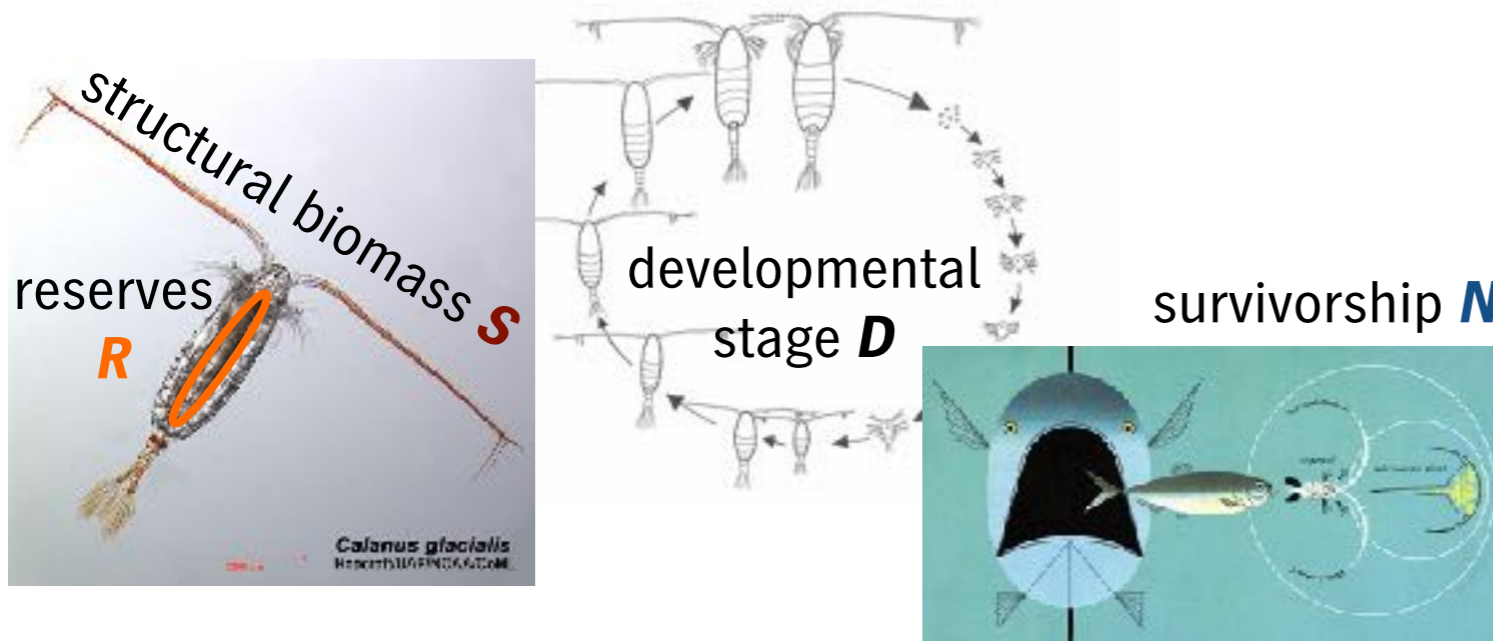 structural biomass S
reserves
R
developmental
stage D
survivorship N
Calanus glacialis